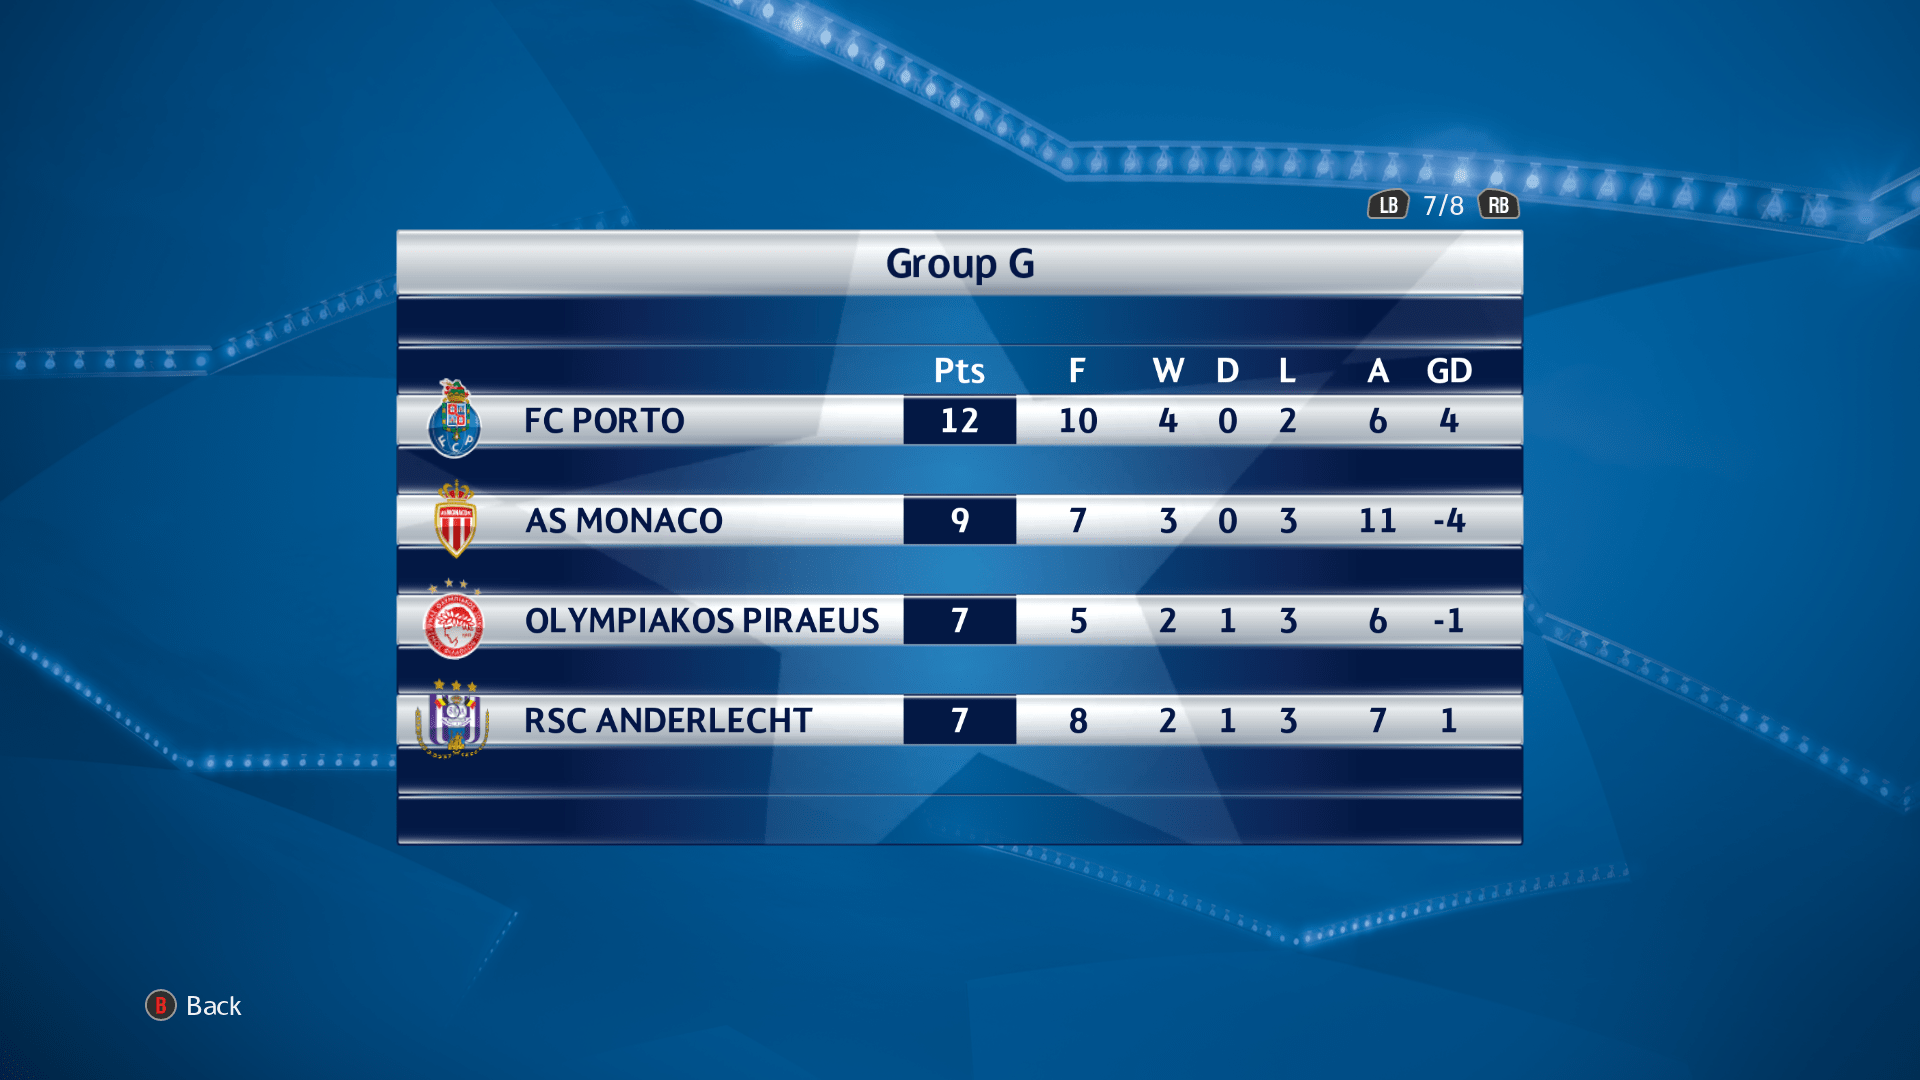 LB 7/8 RB
Group G
Pts F W D L A GD
FC PORTO 12 10 4 0 2 6 4
AS MONACO 9 7 3 0 3 11 -4
OLYMPIAKOS PIRAEUS 7 5 2 1 3 6 -1
RSC ANDERLECHT 7 8 2 1 3 7 1
B Back